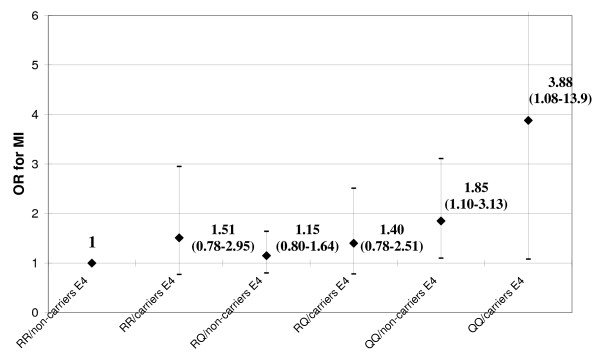 6
5
4
3
2
1
0
OR for MI
1
1.51
(0.78-2.95)
1.15
(0.80-1.64)
1.40
(0.78-2.51)
1.85
(1.10-3.13)
3.88
(1.08-13.9)
RR/non-carriers E4
RR/carriers E4
RQ/non-carriers E4
RQ/carriers E4
QQ/non-carriers E4
QQ/carriers E4